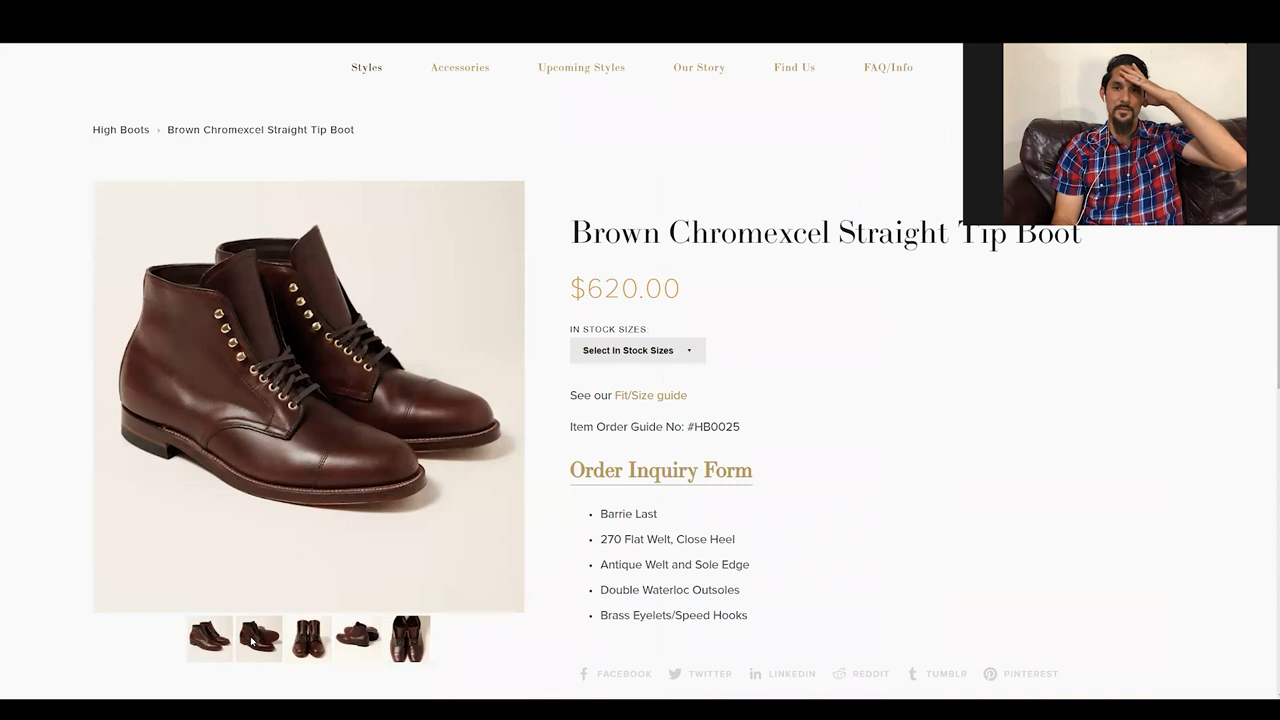 Styles Accessories Upcoming Styles Our Story Find Us FAQ/Info
High Boots › Brown Chromexcel Straight Tip Boot
Brown Chromexcel Straight Tip Boot
$620.00
IN STOCK SIZES:
Select In Stock Sizes
See our Fit/Size guide
Item Order Guide No: #HB0025
Order Inquiry Form
• Barrie Last
• 270 Flat Welt, Close Heel
• Antique Welt and Sole Edge
• Double Waterloc Outsoles
• Brass Eyelets/Speed Hooks
FACEBOOK TWITTER LINKEDIN REDDIT TUMBLR PINTEREST